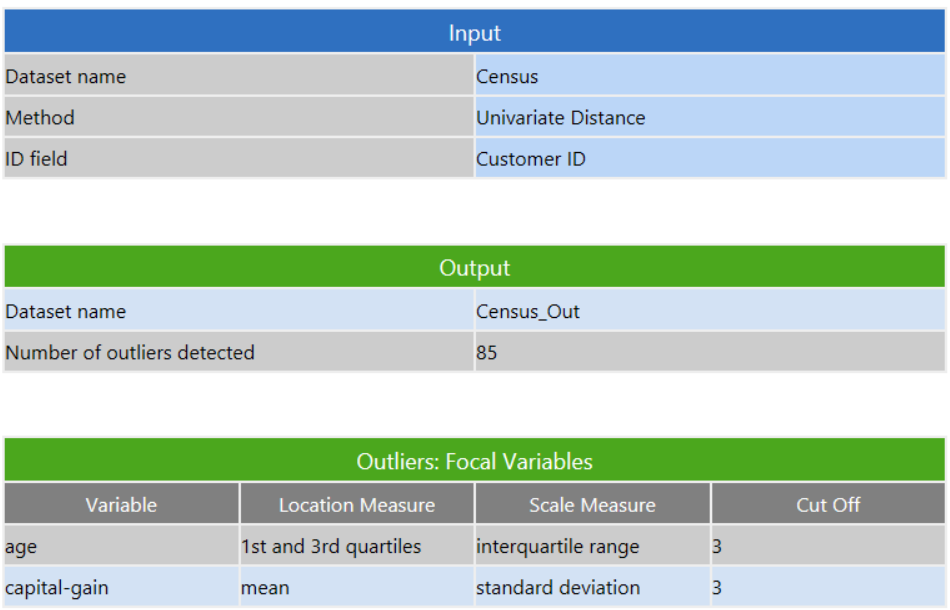 Input
Dataset name Census
Method Univariate Distance
ID field Customer ID
Output
Dataset name Census_Out
Number of outliers detected 85
Outliers: Focal Variables
Variable Location Measure Scale Measure Cut Off
age 1st and 3rd quartiles interquartile range 3
capital-gain mean standard deviation 3